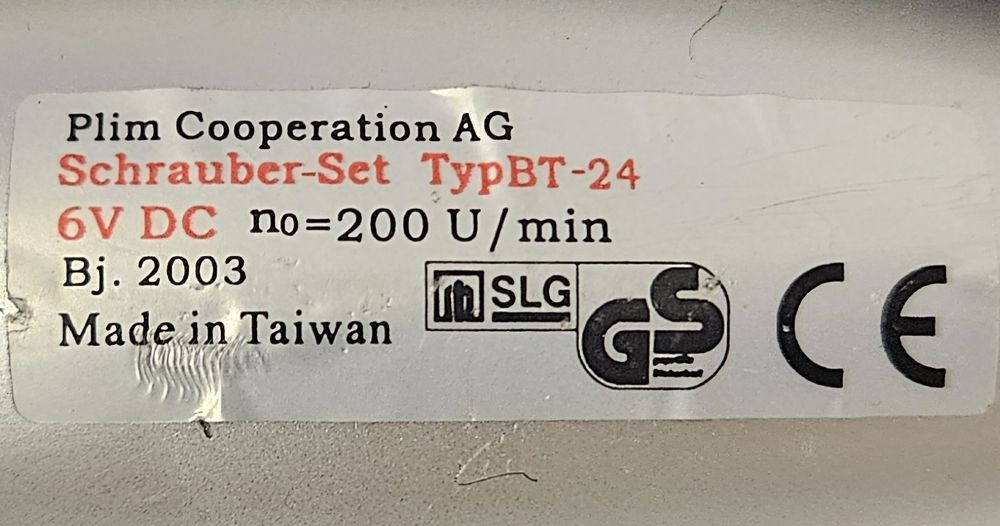 Plim Cooperation AG
Schrauber-Set TypBT-24
6V DC n₀=200 U/min
Bj. 2003
Made in Taiwan
SLG
GS
CE